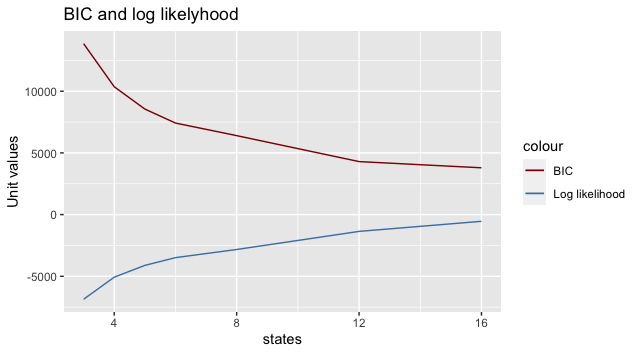 BIC and log likelyhood
10000
5000
0
-5000
Unit values
4
8
12
16
states
colour
BIC
Log likelihood